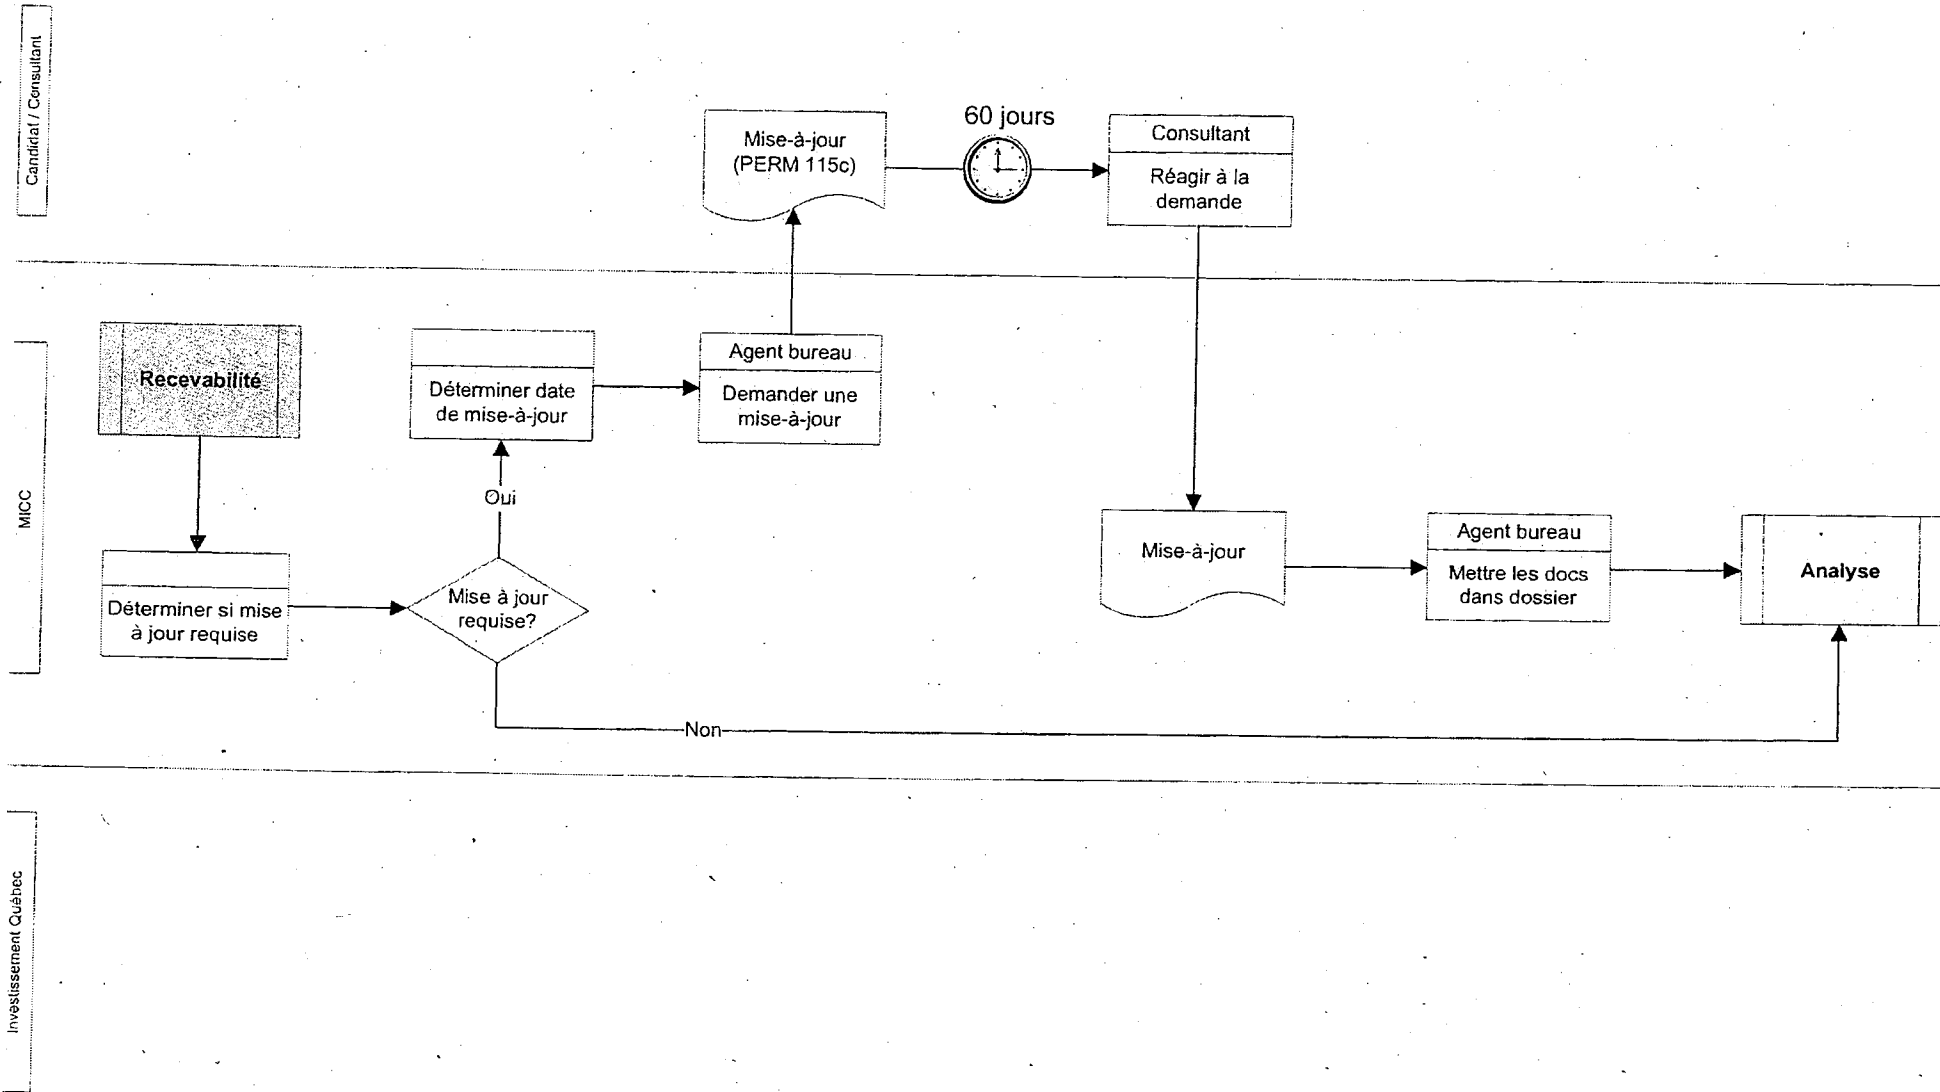 Candidat / Consultant
Mise-à-jour
(PERM 115c)
60 jours
Consultant
Réagir à la
demande
MICC
Recevabilité
Déterminer date
de mise-à-jour
Agent bureau
Demander une
mise-à-jour
Oui
Déterminer si mise
à jour requise
Mise à jour
requise?
Mise-à-jour
Agent bureau
Mettre les docs
dans dossier
Analyse
Non
Investissement Québec